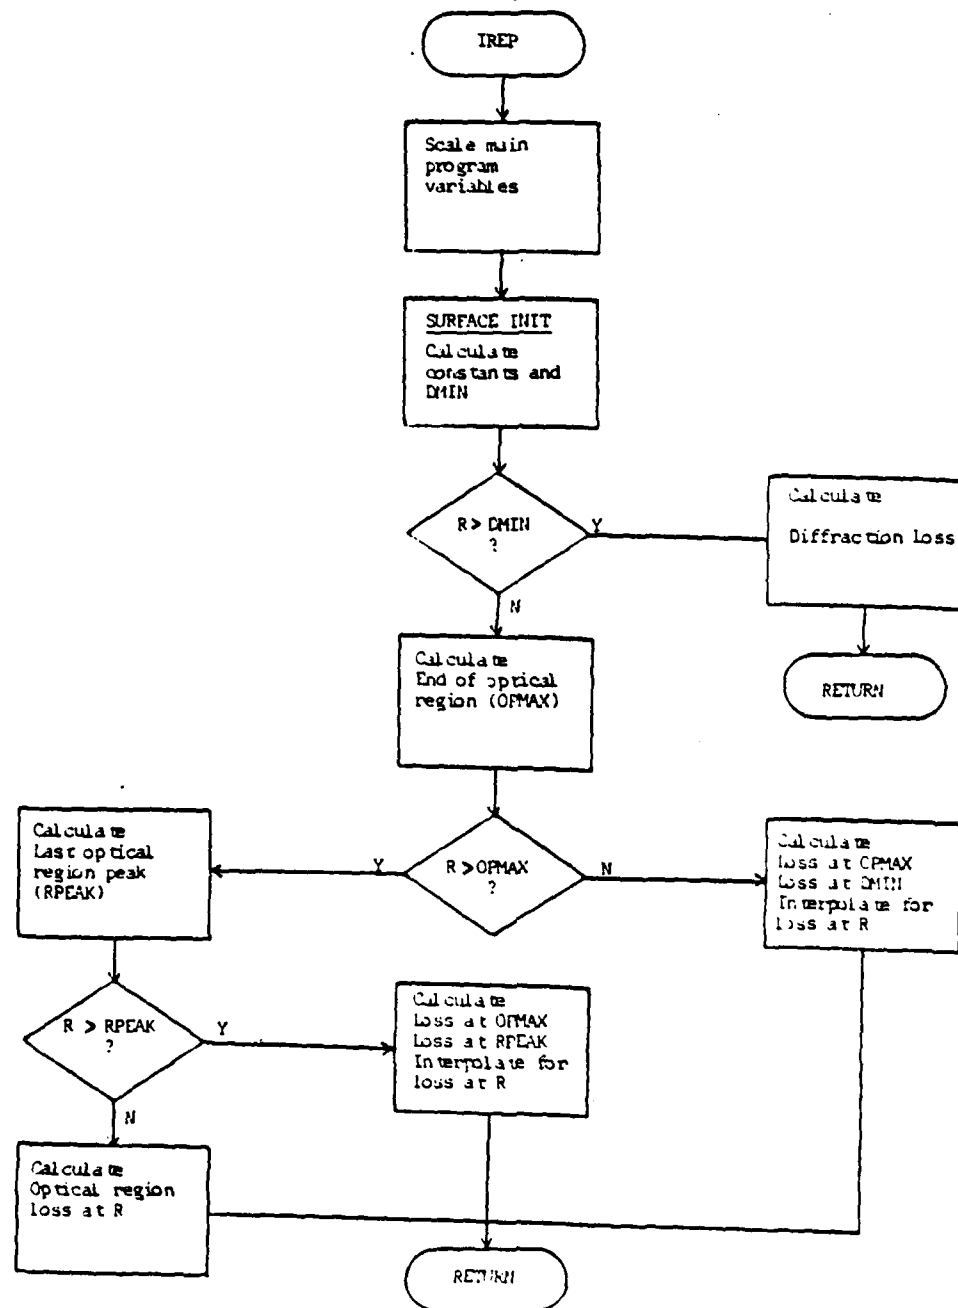 IREP
Scale main
program
variables
SURFACE INIT
Calculate
constants and
DMIN
R > DMIN
?
Y
N
Calculate
Diffraction Loss
RETURN
Calculate
End of optical
region (OPMAX)
R > OPMAX
?
Y
N
Calculate
Last optical
region peak
(RPEAK)
Calculate
loss at OPMAX
Loss at DMIN
Interpolate for
loss at R
R > RPEAK
?
Y
N
Calculate
Loss at OPMAX
Loss at RPEAK
Interpolate for
loss at R
Calculate
Optical region
loss at R
RETURN